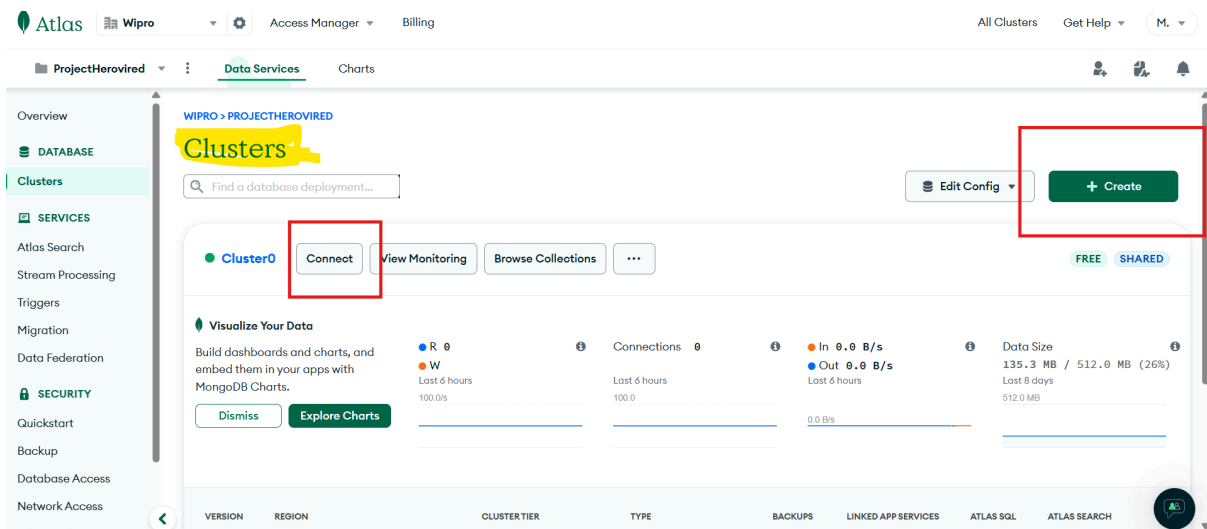 Atlas Wipro Access Manager Billing All Clusters Get Help M.
ProjectHerovired Data Services Charts
Overview
DATABASE
Clusters
SERVICES
Atlas Search
Stream Processing
Triggers
Migration
Data Federation
SECURITY
Quickstart
Backup
Database Access
Network Access
WIPRO > PROJECTHEROVIRED
Clusters
Find a database deployment...
Edit Config + Create
Cluster0 Connect View Monitoring Browse Collections ... FREE SHARED
Visualize Your Data
Build dashboards and charts, and
embed them in your apps with
MongoDB Charts.
Dismiss Explore Charts
R 0
W
Last 6 hours
100.0/s
Connections 0
Last 6 hours
100.0
In 0.0 B/s
Out 0.0 B/s
Last 6 hours
0.0 B/s
Data Size
135.3 MB / 512.0 MB (26%)
Last 8 days
512.0 MB
VERSION REGION CLUSTER TIER TYPE BACKUPS LINKED APP SERVICES ATLAS SQL ATLAS SEARCH